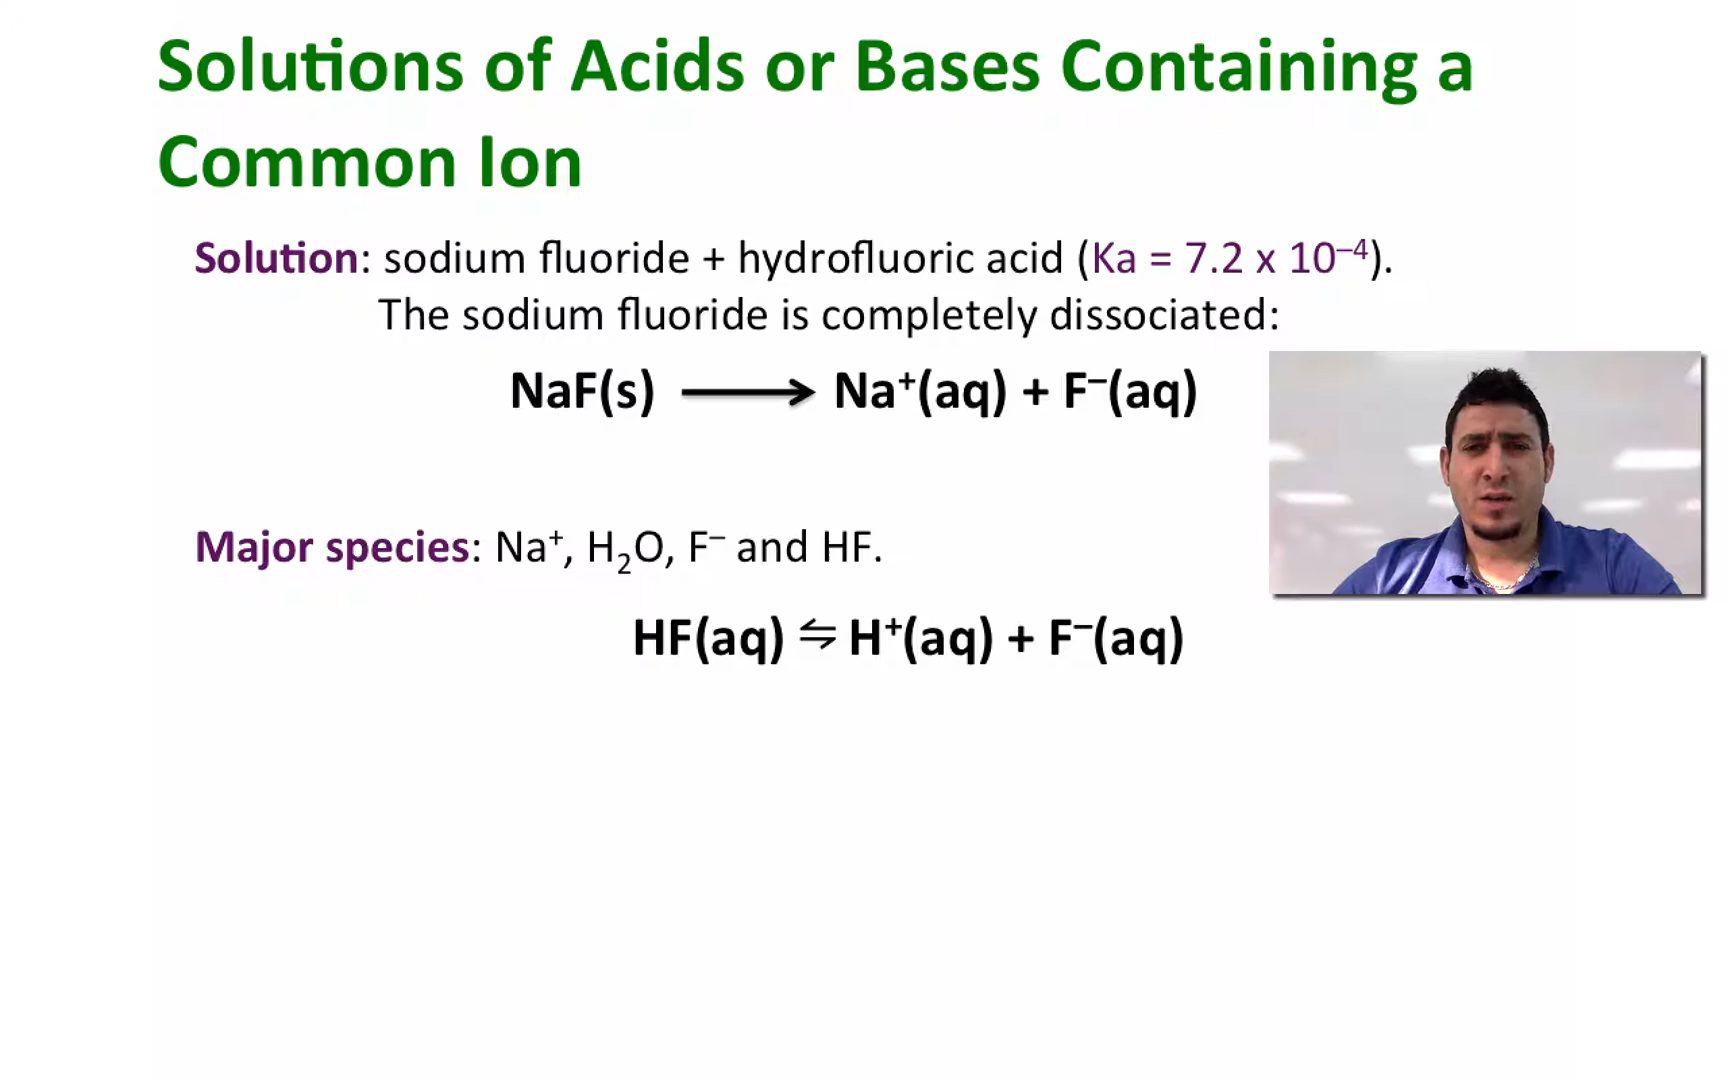 Solutions of Acids or Bases Containing a
Common Ion
Solution: sodium fluoride + hydrofluoric acid (Ka = 7.2 x 10⁻⁴).
The sodium fluoride is completely dissociated:
NaF(s) ⟶ Na⁺(aq) + F⁻(aq)
Major species: Na⁺, H₂O, F⁻ and HF.
HF(aq) ⇋ H⁺(aq) + F⁻(aq)